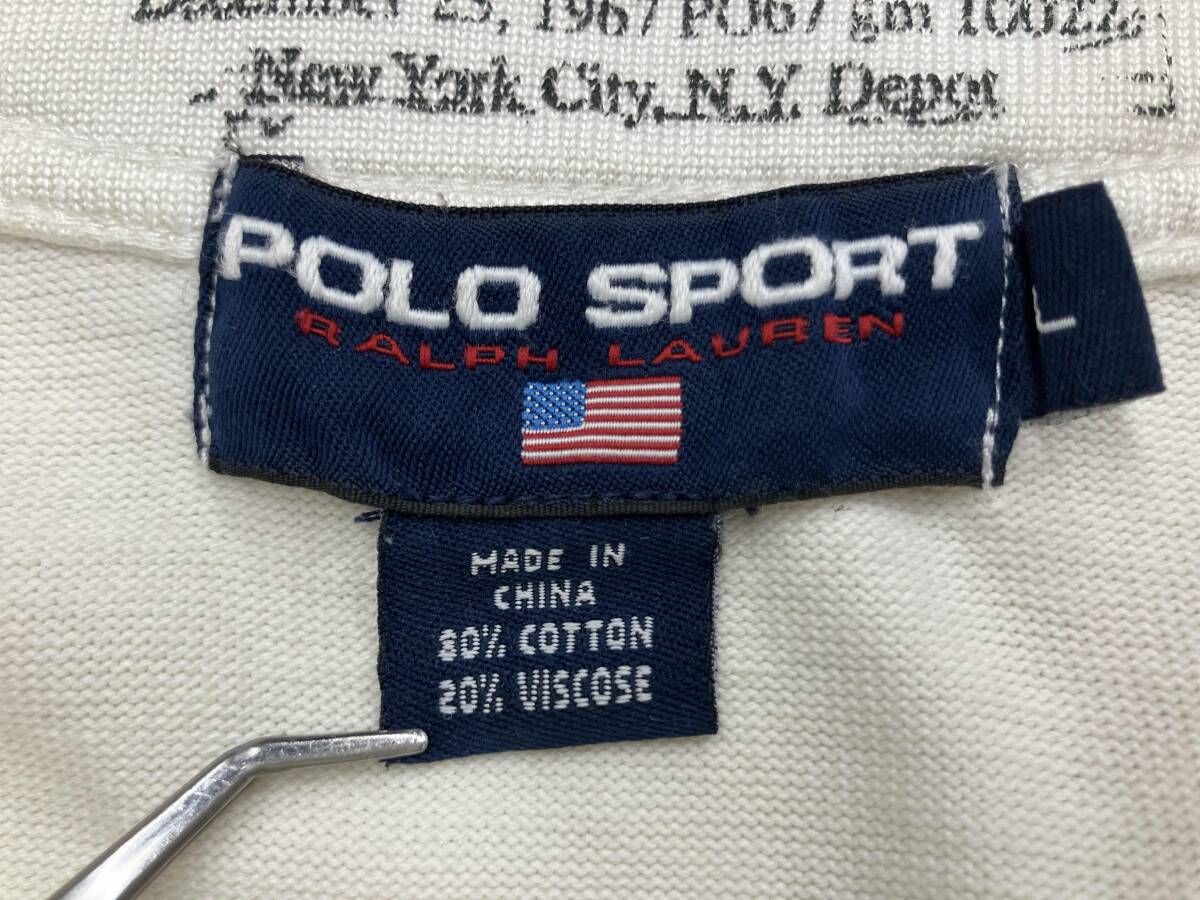 December 25, 1967 PO67 gm 10022
New York City, N.Y. Depot
POLO SPORT
RALPH LAUREN
L
MADE IN
CHINA
80% COTTON
20% VISCOSE